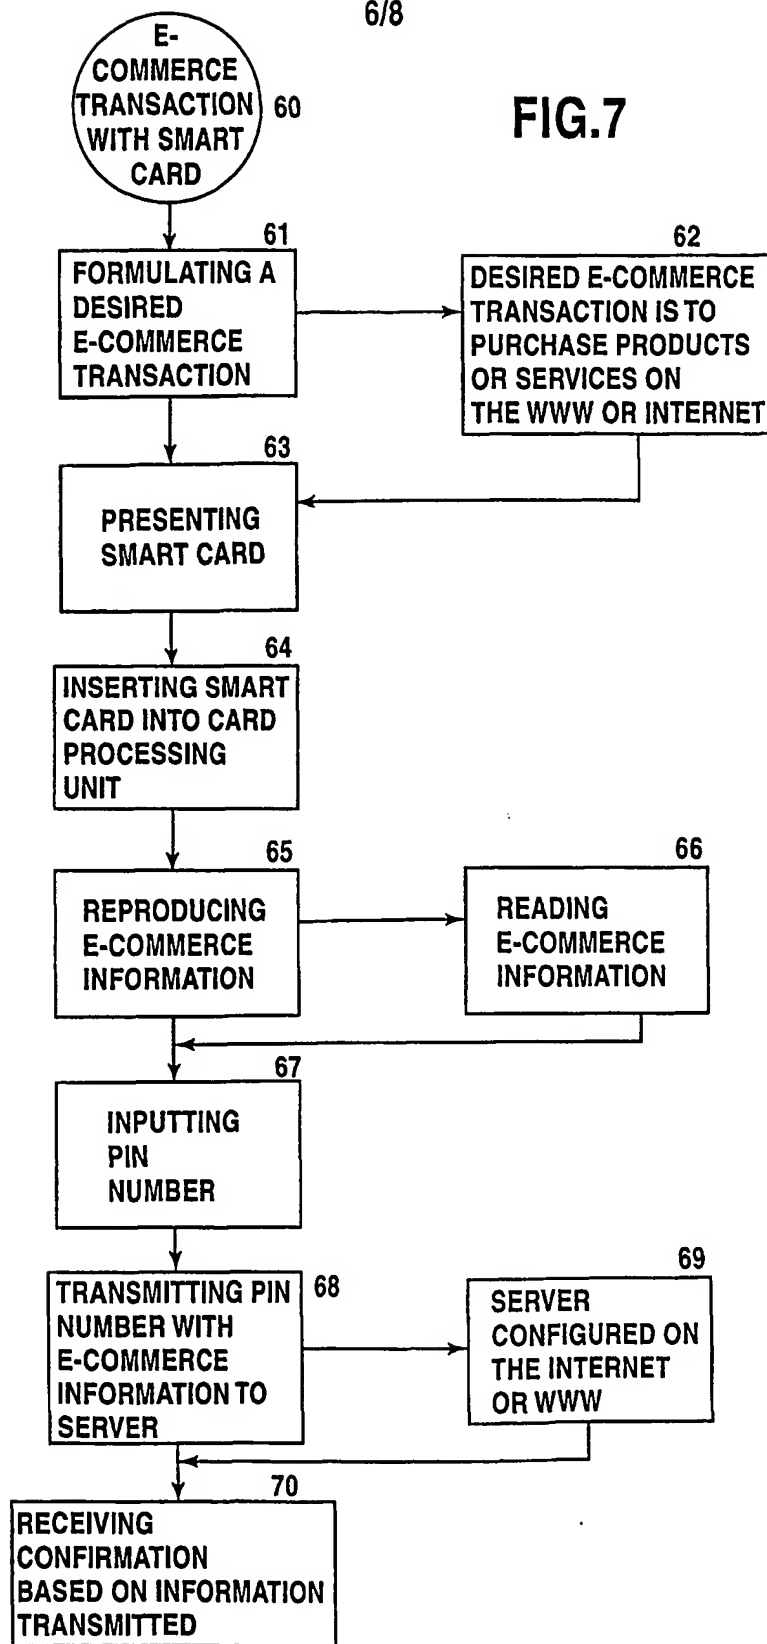 6/8
FIG.7
E-
COMMERCE
TRANSACTION
WITH SMART
CARD
60
61
FORMULATING A
DESIRED
E-COMMERCE
TRANSACTION
62
DESIRED E-COMMERCE
TRANSACTION IS TO
PURCHASE PRODUCTS
OR SERVICES ON
THE WWW OR INTERNET
63
PRESENTING
SMART CARD
64
INSERTING SMART
CARD INTO CARD
PROCESSING
UNIT
65
REPRODUCING
E-COMMERCE
INFORMATION
66
READING
E-COMMERCE
INFORMATION
67
INPUTTING
PIN
NUMBER
68
TRANSMITTING PIN
NUMBER WITH
E-COMMERCE
INFORMATION TO
SERVER
69
SERVER
CONFIGURED ON
THE INTERNET
OR WWW
70
RECEIVING
CONFIRMATION
BASED ON INFORMATION
TRANSMITTED